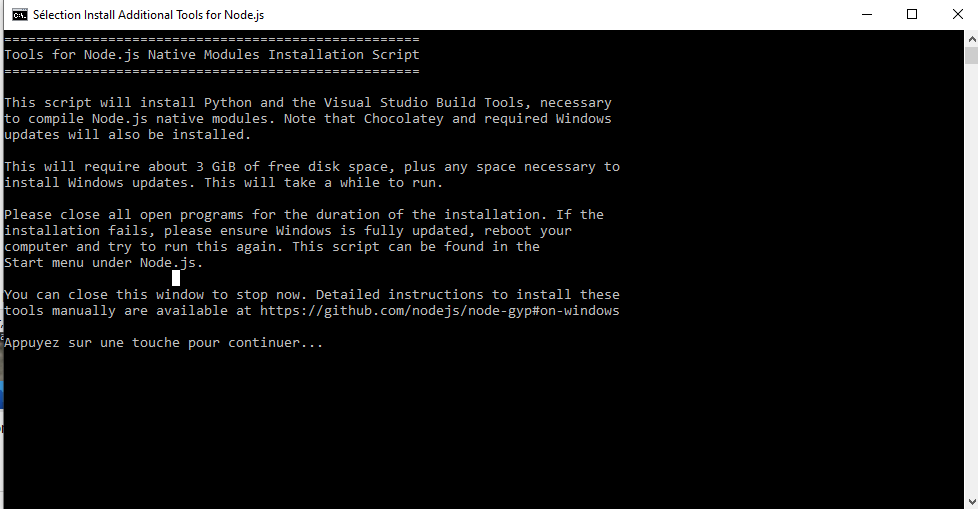 Sélection Install Additional Tools for Node.js
====================================================
Tools for Node.js Native Modules Installation Script
====================================================
This script will install Python and the Visual Studio Build Tools, necessary
to compile Node.js native modules. Note that Chocolatey and required Windows
updates will also be installed.
This will require about 3 GiB of free disk space, plus any space necessary to
install Windows updates. This will take a while to run.
Please close all open programs for the duration of the installation. If the
installation fails, please ensure Windows is fully updated, reboot your
computer and try to run this again. This script can be found in the
Start menu under Node.js.
You can close this window to stop now. Detailed instructions to install these
tools manually are available at https://github.com/nodejs/node-gyp#on-windows
Appuyez sur une touche pour continuer...